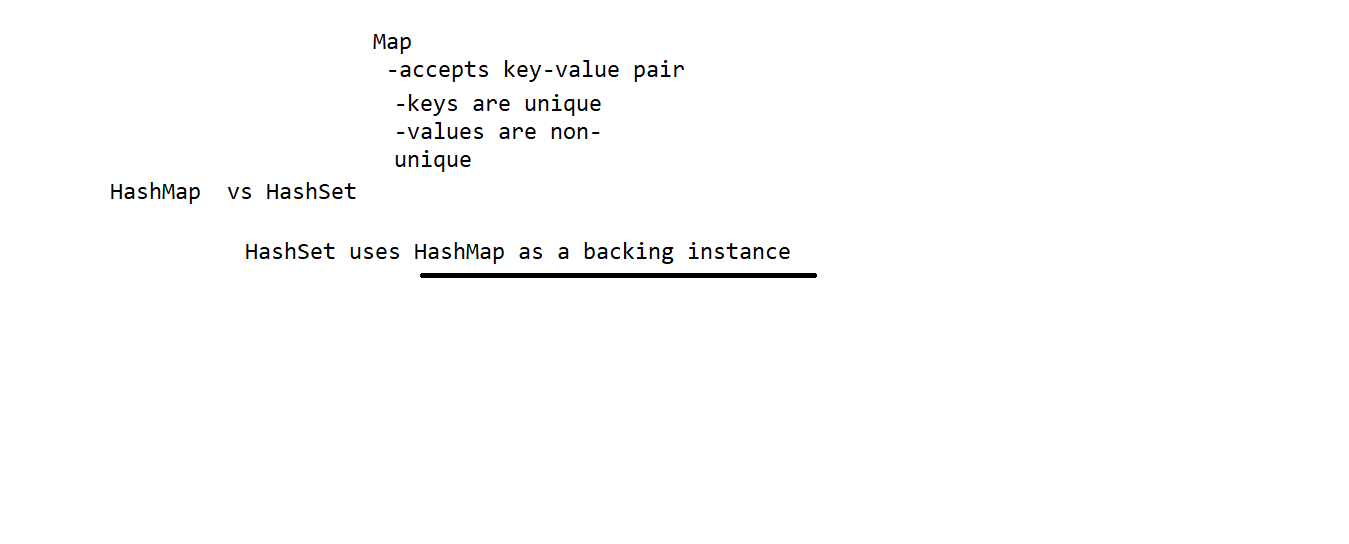 Map
-accepts key-value pair
-keys are unique
-values are non-
unique
HashMap  vs HashSet
HashSet uses HashMap as a backing instance